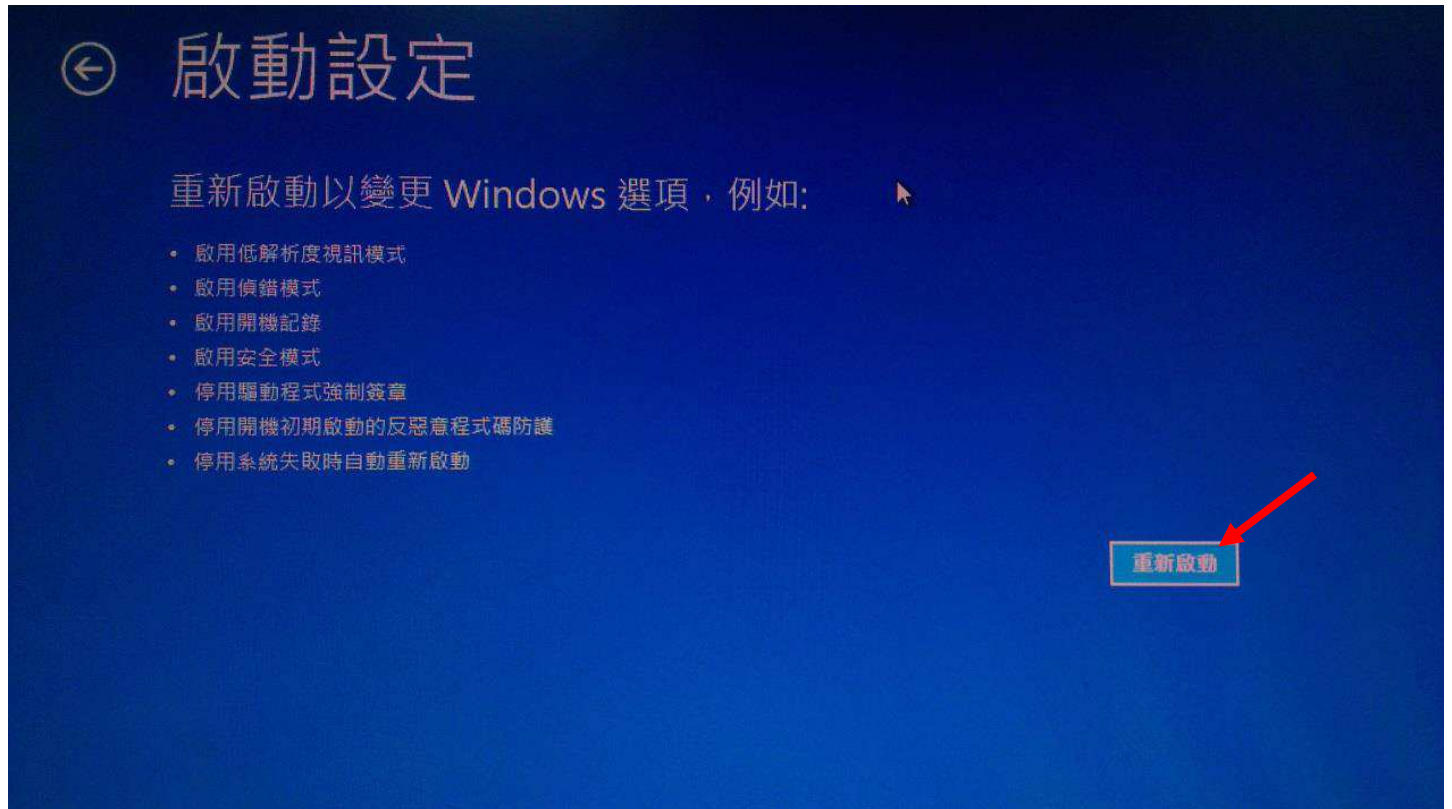 啟動設定
重新啟動以變更 Windows 選項，例如:
• 啟用低解析度視訊模式
• 啟用偵錯模式
• 啟用開機記錄
• 啟用安全模式
• 停用驅動程式強制簽章
• 停用開機初期啟動的反惡意程式碼防護
• 停用系統失敗時自動重新啟動
重新啟動